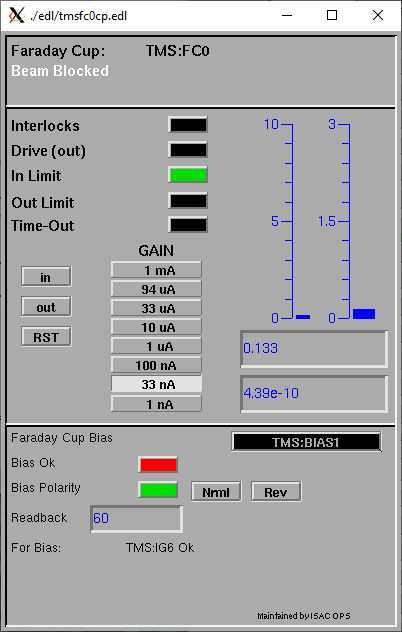 ./edl/tmsfc0cp.edl
Faraday Cup: TMS:FC0
Beam Blocked
Interlocks
Drive (out)
In Limit
Out Limit
Time-Out
10 3
5 1.5
0 0
GAIN
1 mA
94 uA
33 uA
10 uA
1 uA
100 nA
33 nA
1 nA
in
out
RST
0.133
4.39e-10
Faraday Cup Bias TMS:BIAS1
Bias Ok
Bias Polarity Nrml Rev
Readback 60
For Bias: TMS:IG6 Ok
Maintained by ISAC OPS